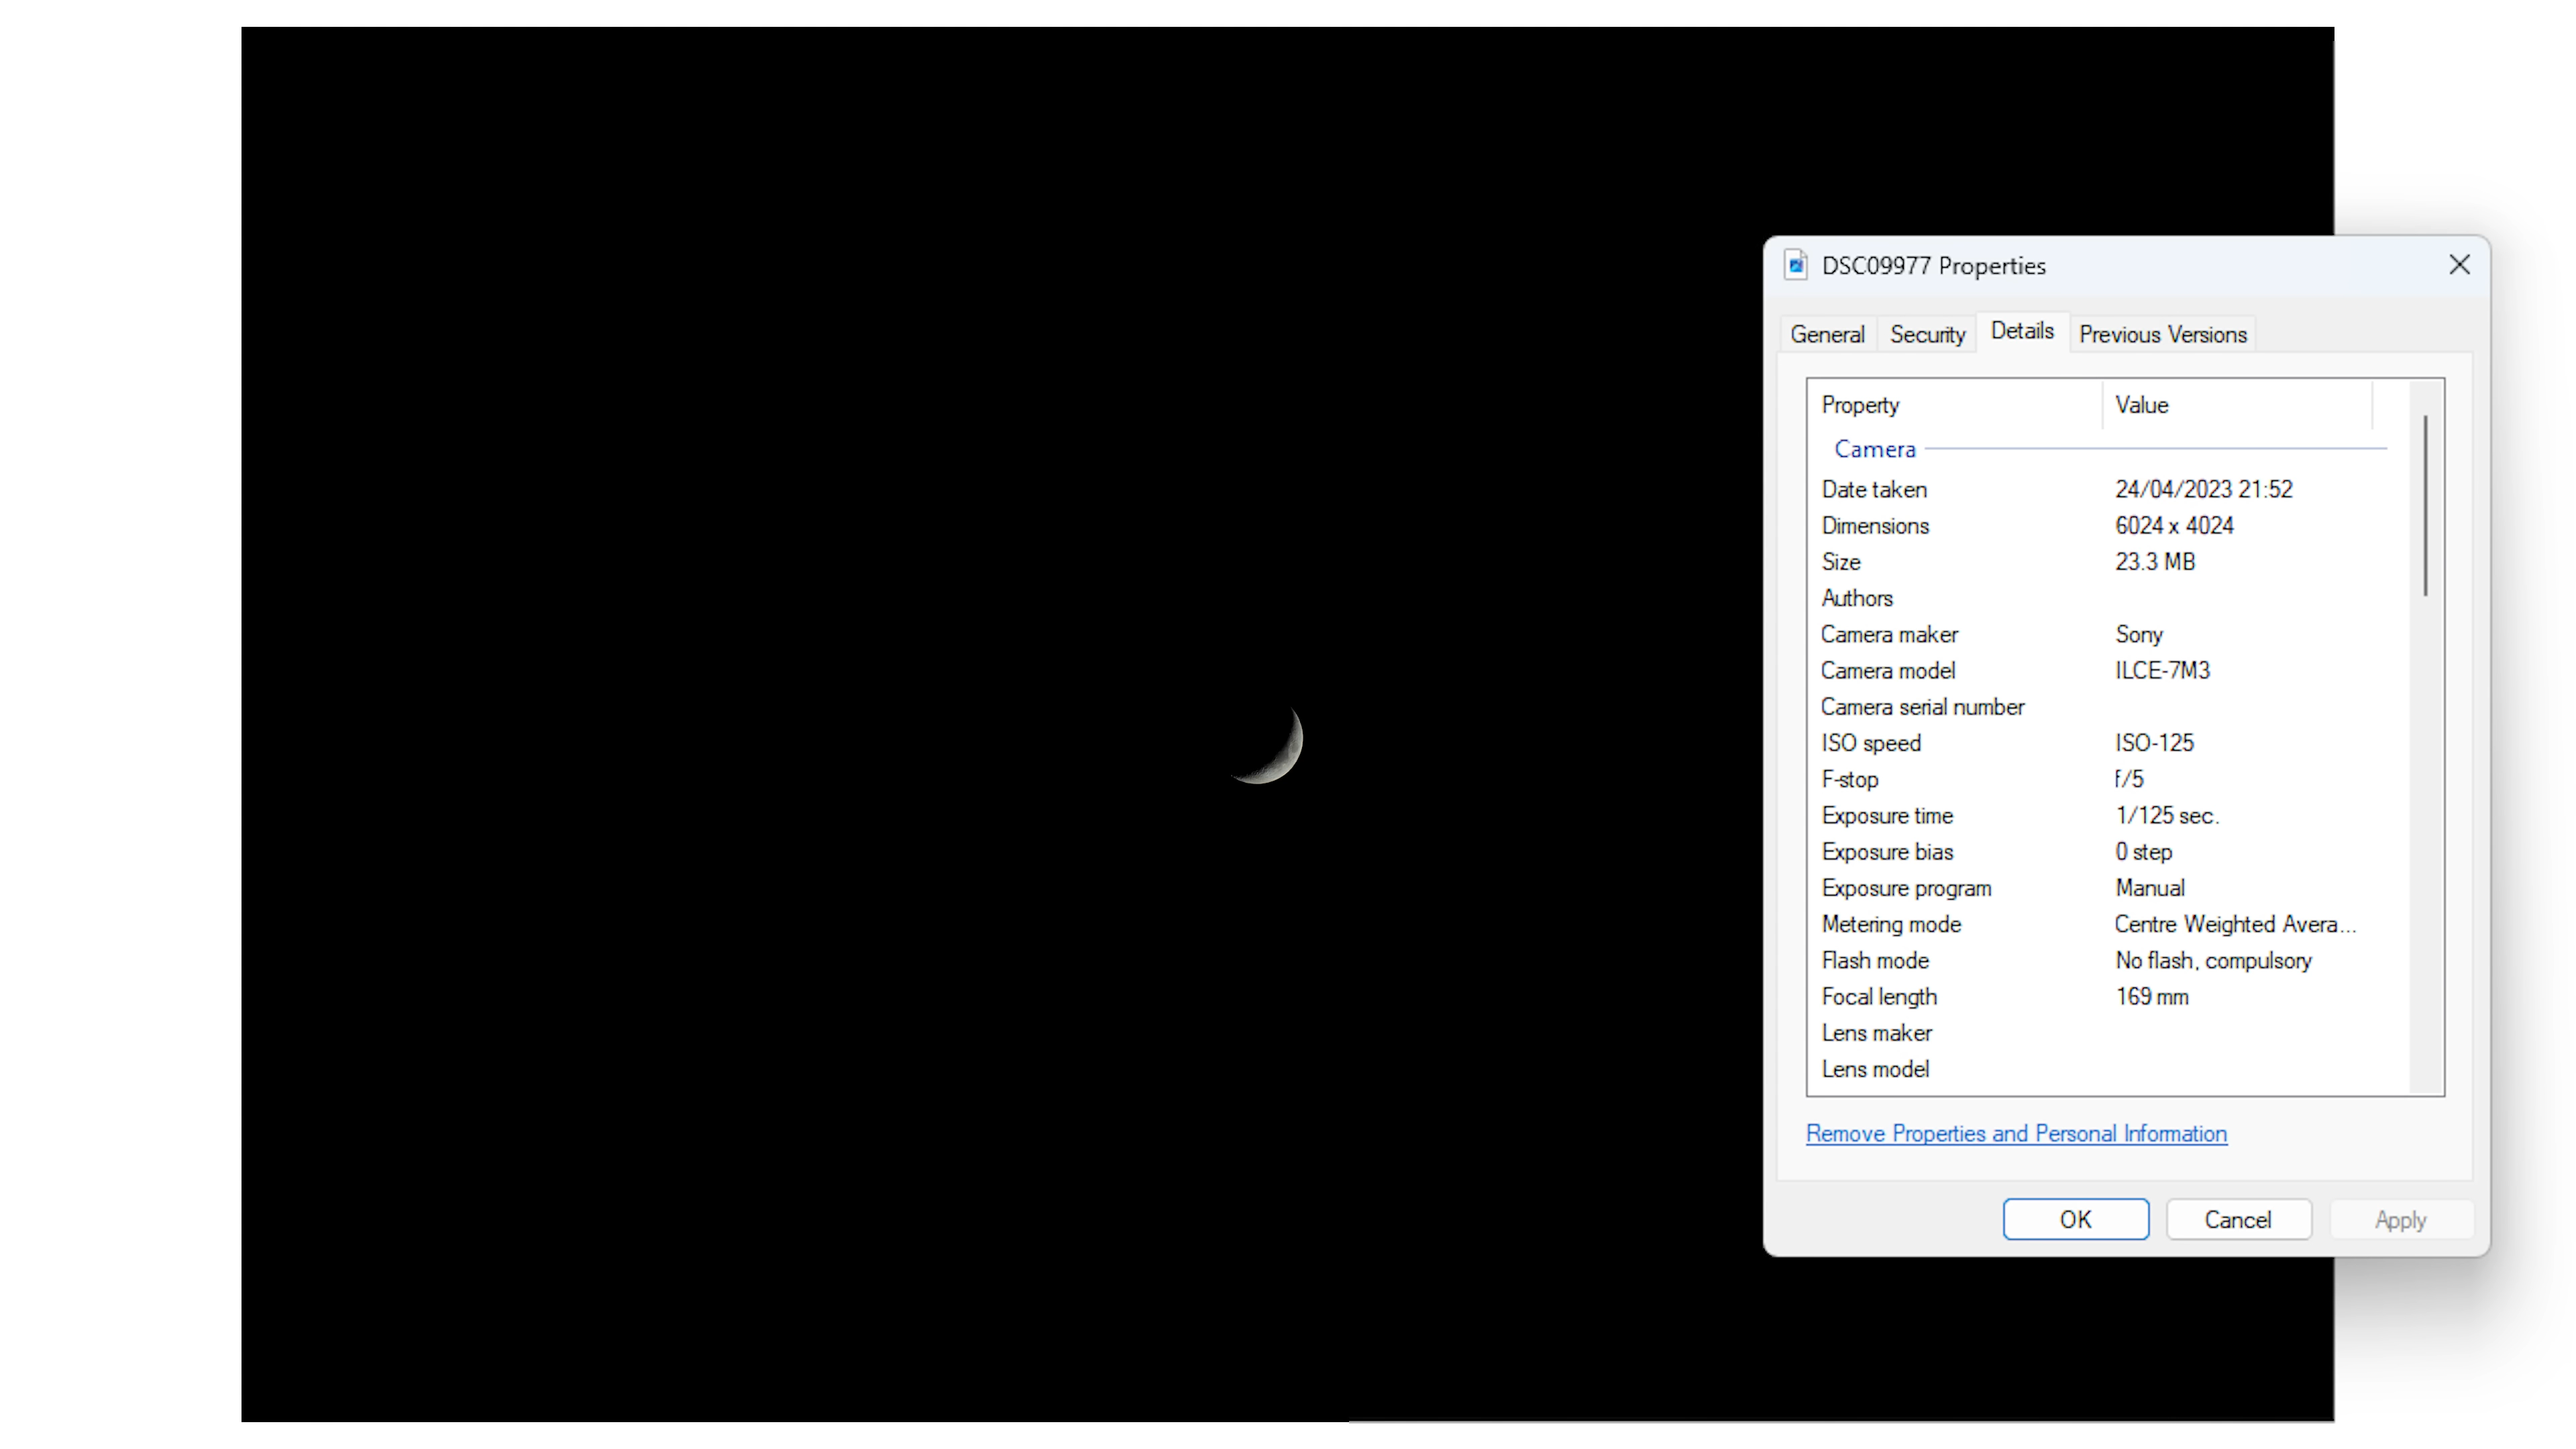 DSC09977 Properties
General Security Details Previous Versions
Property Value
Camera
Date taken 24/04/2023 21:52
Dimensions 6024 x 4024
Size 23.3 MB
Authors
Camera maker Sony
Camera model ILCE-7M3
Camera serial number
ISO speed ISO-125
F-stop f/5
Exposure time 1/125 sec.
Exposure bias 0 step
Exposure program Manual
Metering mode Centre Weighted Avera...
Flash mode No flash, compulsory
Focal length 169 mm
Lens maker
Lens model
Remove Properties and Personal Information
OK Cancel Apply